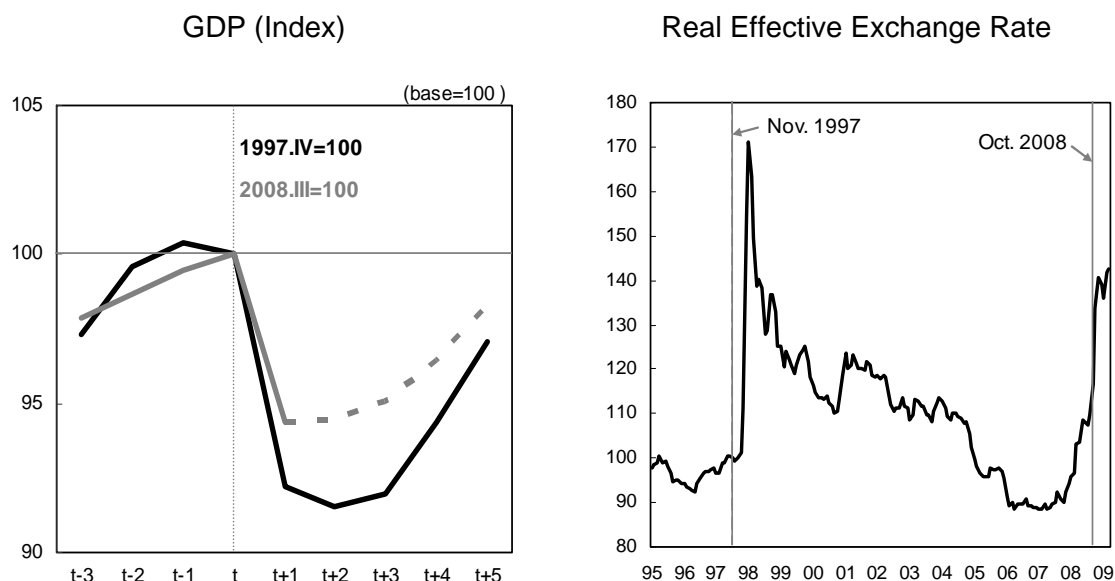 GDP (Index)
(base=100 )
105
100
95
90
1997.IV=100
2008.III=100
t-3 t-2 t-1 t t+1 t+2 t+3 t+4 t+5
Real Effective Exchange Rate
180
170
160
150
140
130
120
110
100
90
80
Nov. 1997
Oct. 2008
95 96 97 98 99 00 01 02 03 04 05 06 07 08 09